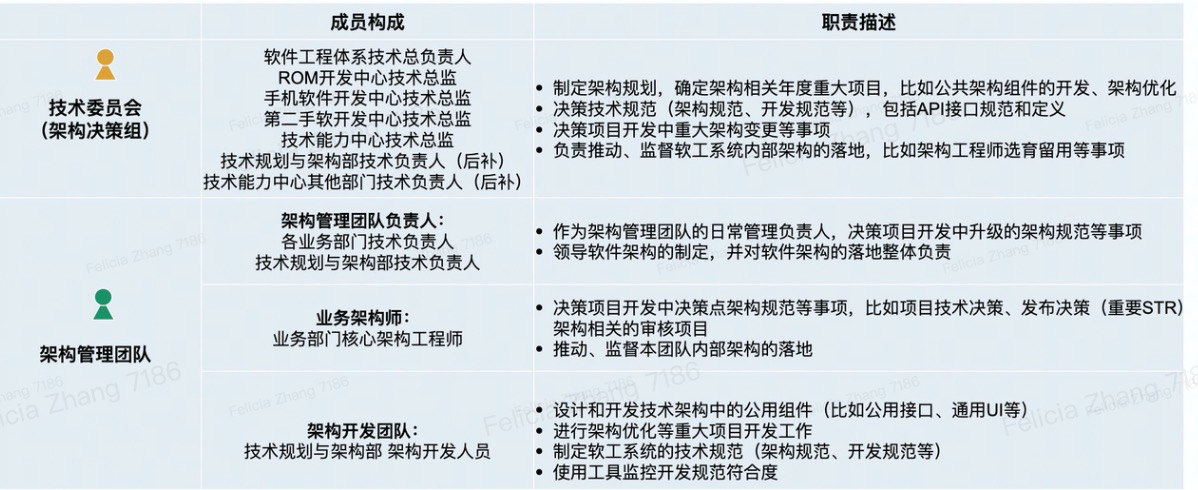 成员构成
职责描述
技术委员会
（架构决策组）
软件工程体系技术总负责人
ROM开发中心技术总监
手机软件开发中心技术总监
第二手软开发中心技术总监
技术能力中心技术总监
技术规划与架构部技术负责人（后补）
技术能力中心其他部门技术负责人（后补）
• 制定架构规划，确定架构相关年度重大项目，比如公共架构组件的开发、架构优化
• 决策技术规范（架构规范、开发规范等），包括API接口规范和定义
• 决策项目开发中重大架构变更等事项
• 负责推动、监督软工系统内部架构的落地，比如架构工程师选育留用等事项
架构管理团队
架构管理团队负责人：
各业务部门技术负责人
技术规划与架构部技术负责人
• 作为架构管理团队的日常管理负责人，决策项目开发中升级的架构规范等事项
• 领导软件架构的制定，并对软件架构的落地整体负责
业务架构师：
业务部门核心架构工程师
• 决策项目开发中决策点架构规范等事项，比如项目技术决策、发布决策（重要STR）
架构相关的审核项目
• 推动、监督本团队内部架构的落地
架构开发团队：
技术规划与架构部 架构开发人员
• 设计和开发技术架构中的公用组件（比如公用接口、通用UI等）
• 进行架构优化等重大项目开发工作
• 制定软工系统的技术规范（架构规范、开发规范等）
• 使用工具监控开发规范符合度
Felicia Zhang 7186